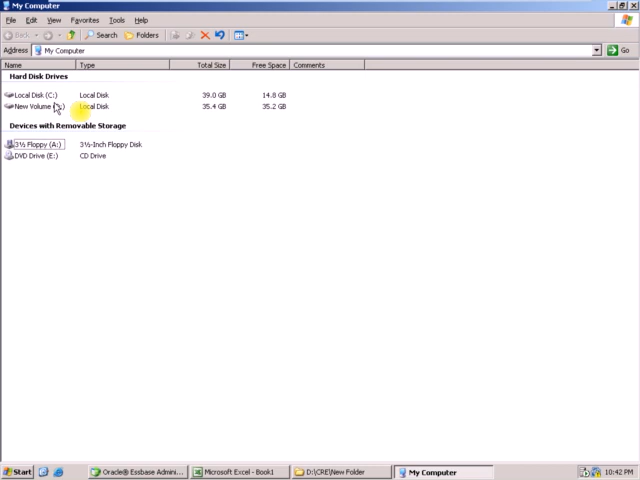 My Computer
File Edit View Favorites Tools Help
Back Search Folders
Address My Computer Go
Name Type Total Size Free Space Comments
Hard Disk Drives
Local Disk (C:) Local Disk 39.0 GB 14.8 GB
New Volume Local Disk 35.4 GB 35.2 GB
Devices with Removable Storage
3½ Floppy (A:) 3½-Inch Floppy Disk
DVD Drive (E:) CD Drive
Start Oracle® Essbase Admini... Microsoft Excel - Book1 D:\CRE\New Folder My Computer 10:42 PM